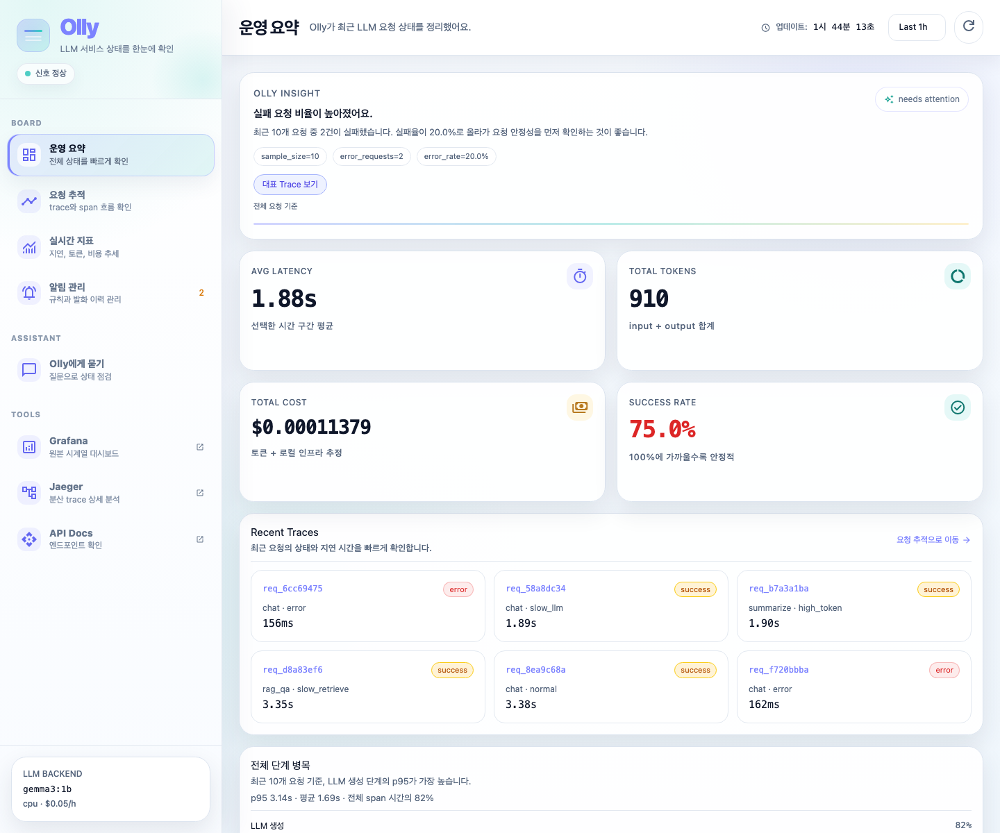 Olly
LLM 서비스 상태를 한눈에 확인
신호 정상
BOARD
운영 요약
전체 상태를 빠르게 확인
요청 추적
trace와 span 흐름 확인
실시간 지표
지연, 토큰, 비용 추세
알림 관리
규칙과 발화 이력 관리
2
ASSISTANT
Olly에게 묻기
질문으로 상태 점검
TOOLS
Grafana
원본 시계열 대시보드
Jaeger
분산 trace 상세 분석
API Docs
엔드포인트 확인
LLM BACKEND
gemma3:1b
cpu · $0.05/h
운영 요약
Olly가 최근 LLM 요청 상태를 정리했어요.
업데이트: 1시 44분 13초
Last 1h
OLLY INSIGHT
needs attention
실패 요청 비율이 높아졌어요.
최근 10개 요청 중 2건이 실패했습니다. 실패율이 20.0%로 올라가 요청 안정성을 먼저 확인하는 것이 좋습니다.
sample_size=10
error_requests=2
error_rate=20.0%
대표 Trace 보기
전체 요청 기준
AVG LATENCY
1.88s
선택한 시간 구간 평균
TOTAL TOKENS
910
input + output 합계
TOTAL COST
$0.00011379
토큰 + 로컬 인프라 추정
SUCCESS RATE
75.0%
100%에 가까울수록 안정적
Recent Traces
최근 요청의 상태와 지연 시간을 빠르게 확인합니다.
요청 추적으로 이동 →
req_6cc69475
error
chat · error
156ms
req_58a8dc34
success
chat · slow_llm
1.89s
req_b7a3a1ba
success
summarize · high_token
1.90s
req_d8a83ef6
success
rag_qa · slow_retrieve
3.35s
req_8ea9c68a
success
chat · normal
3.38s
req_f720bbba
error
chat · error
162ms
전체 단계 병목
최근 10개 요청 기준, LLM 생성 단계의 p95가 가장 높습니다.
p95 3.14s · 평균 1.69s · 전체 span 시간의 82%
LLM 생성
82%